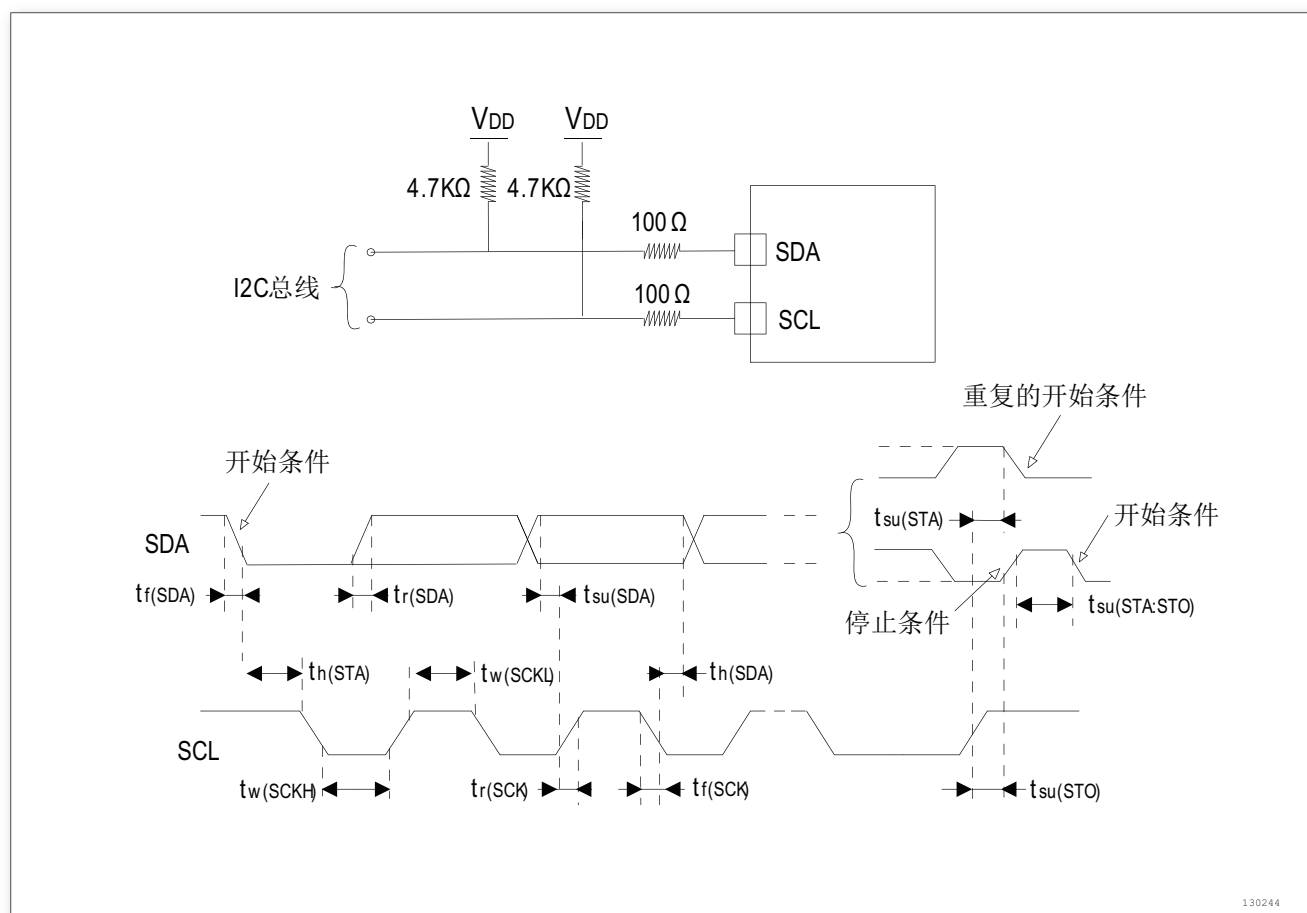 VDD VDD
4.7KΩ 4.7KΩ
100 Ω
SDA
I2C总线
100 Ω
SCL
重复的开始条件
开始条件
tsu(STA)
开始条件
SDA
tf(SDA) tr(SDA) tsu(SDA)
停止条件
tsu(STA:STO)
th(STA) tw(SCKL) th(SDA)
SCL
tw(SCKH) tr(SCK) tf(SCK) tsu(STO)
130244